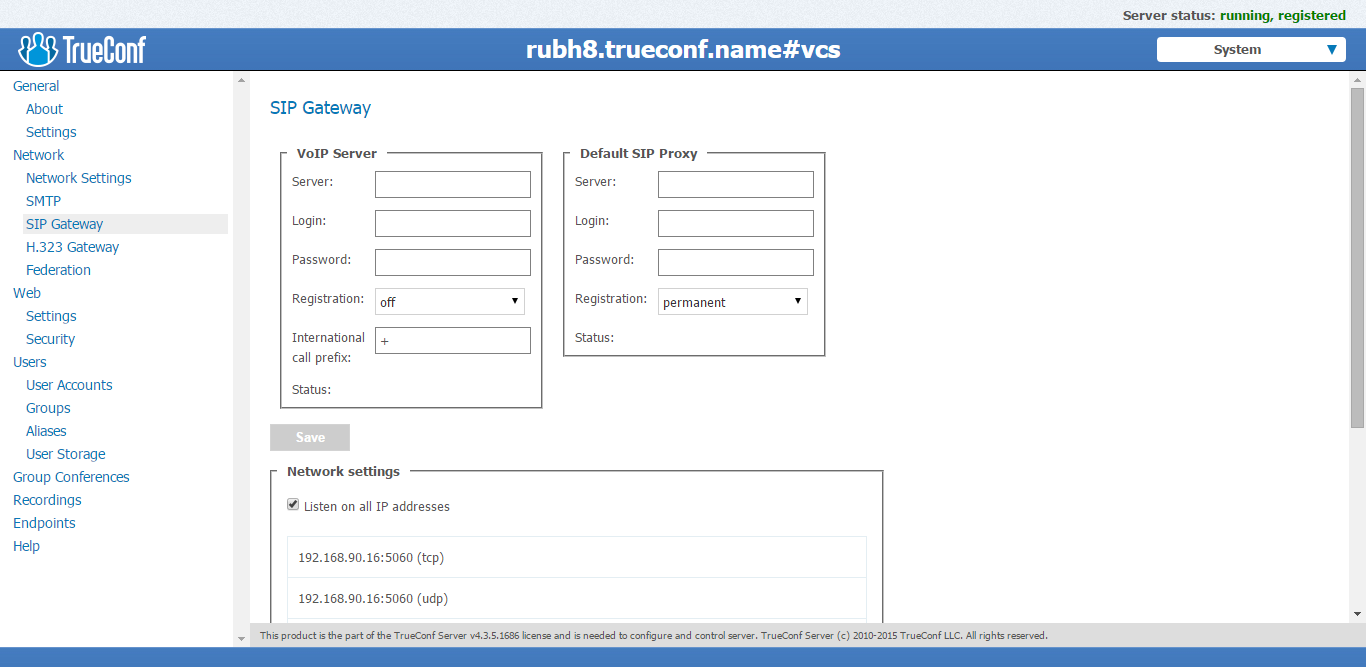 Server status: running, registered
TrueConf
rubh8.trueconf.name#vcs
System
General
About
Settings
Network
Network Settings
SMTP
SIP Gateway
H.323 Gateway
Federation
Web
Settings
Security
Users
User Accounts
Groups
Aliases
User Storage
Group Conferences
Recordings
Endpoints
Help
SIP Gateway
VoIP Server
Server:
Login:
Password:
Registration: off
International
call prefix: +
Status:
Default SIP Proxy
Server:
Login:
Password:
Registration: permanent
Status:
Save
Network settings
Listen on all IP addresses
192.168.90.16:5060 (tcp)
192.168.90.16:5060 (udp)
This product is the part of the TrueConf Server v4.3.5.1686 license and is needed to configure and control server. TrueConf Server (c) 2010-2015 TrueConf LLC. All rights reserved.